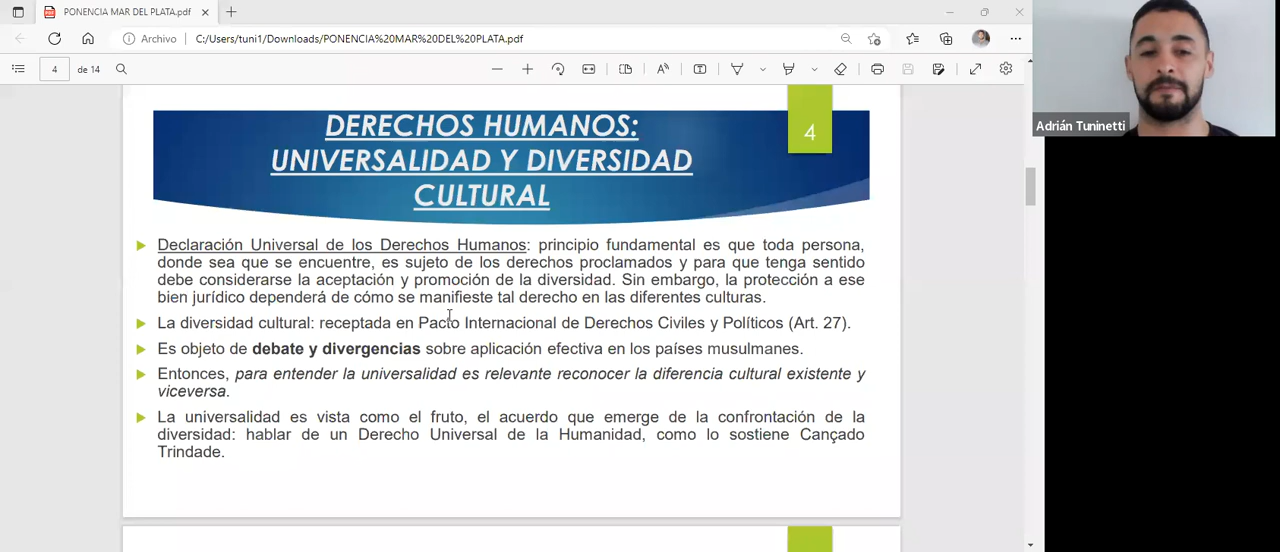 PONENCIA MAR DEL PLATA.pdf
Archivo
C:/Users/tuni1/Downloads/PONENCIA%20MAR%20DEL%20PLATA.pdf
4
de 14
4
DERECHOS HUMANOS:
UNIVERSALIDAD Y DIVERSIDAD
CULTURAL
Declaración Universal de los Derechos Humanos: principio fundamental es que toda persona,
donde sea que se encuentre, es sujeto de los derechos proclamados y para que tenga sentido
debe considerarse la aceptación y promoción de la diversidad. Sin embargo, la protección a ese
bien jurídico dependerá de cómo se manifieste tal derecho en las diferentes culturas.
La diversidad cultural: receptada en Pacto Internacional de Derechos Civiles y Políticos (Art. 27).
Es objeto de debate y divergencias sobre aplicación efectiva en los países musulmanes.
Entonces, para entender la universalidad es relevante reconocer la diferencia cultural existente y
viceversa.
La universalidad es vista como el fruto, el acuerdo que emerge de la confrontación de la
diversidad: hablar de un Derecho Universal de la Humanidad, como lo sostiene Cançado
Trindade.
Adrián Tuninetti